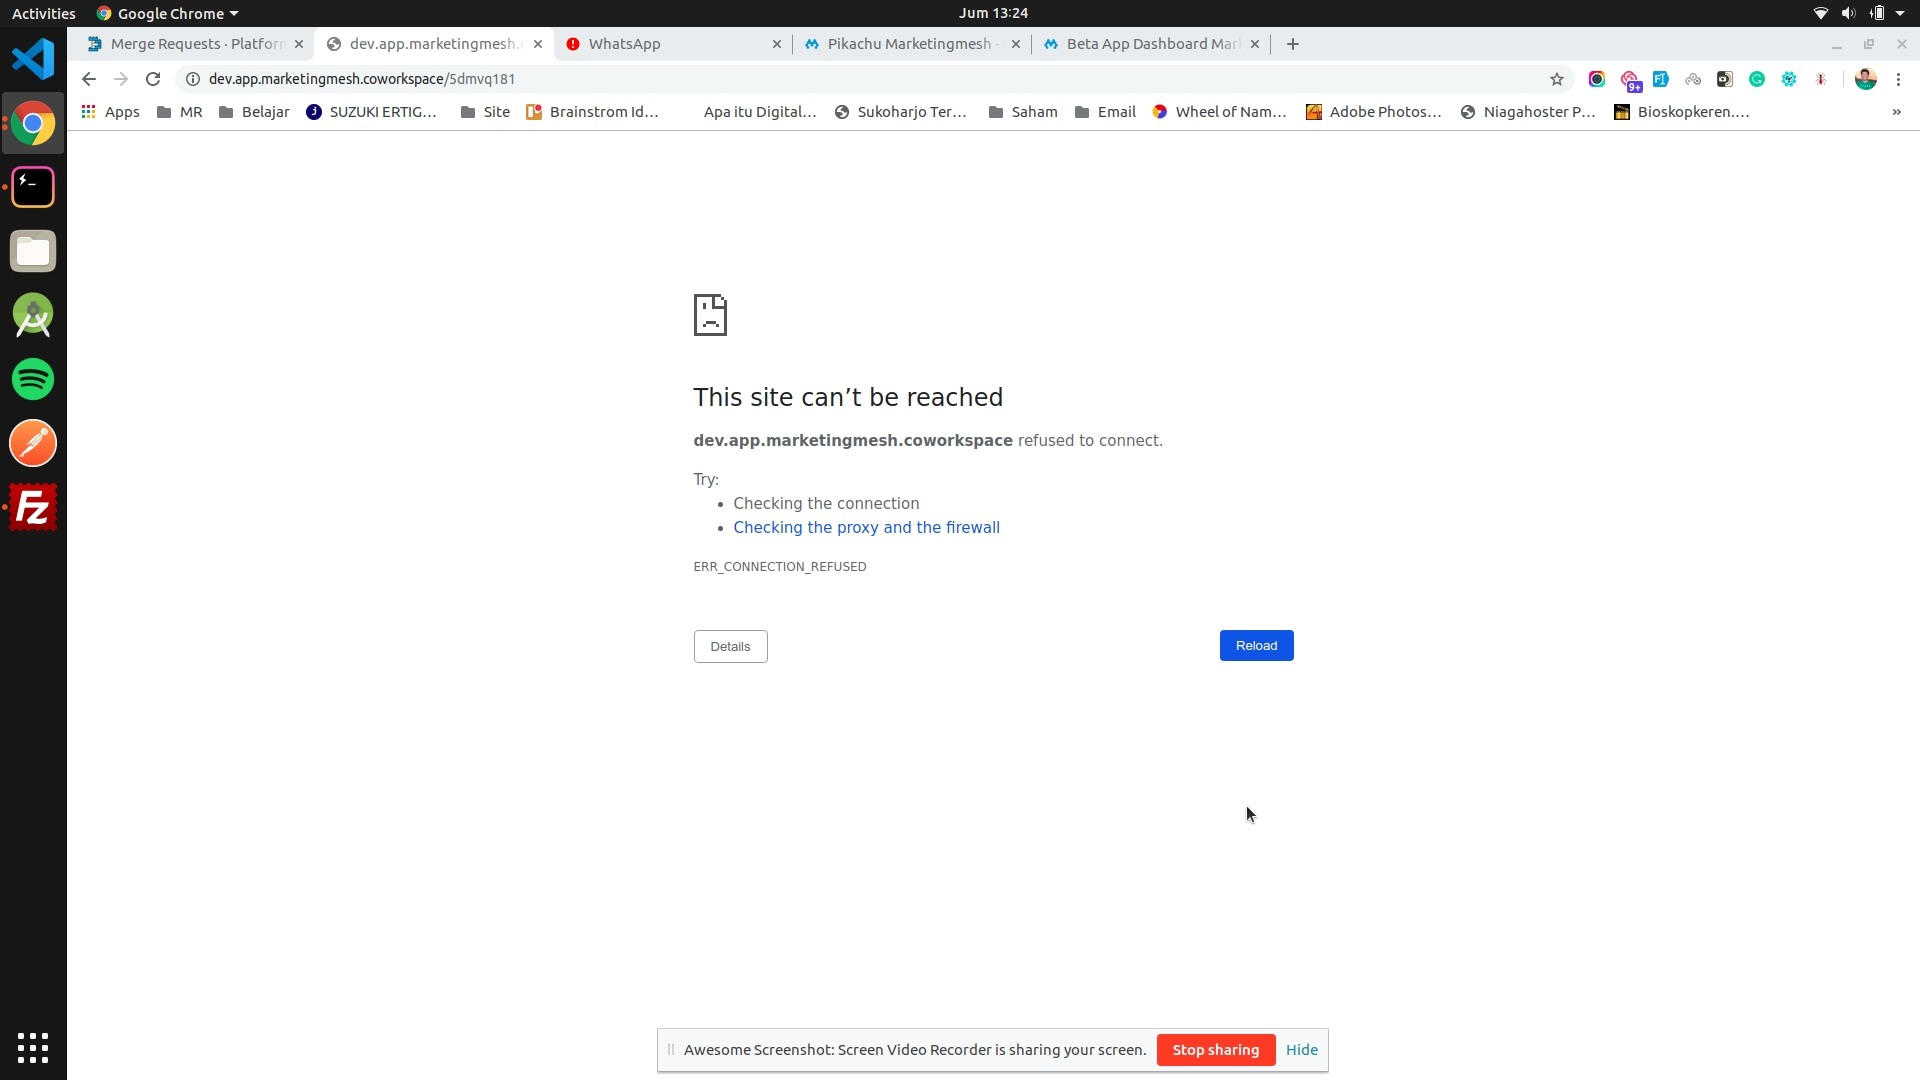 Activities Google Chrome Jum 13:24
Merge Requests · Platform dev.app.marketingmesh. WhatsApp Pikachu Marketingmesh - Beta App Dashboard Mar
dev.app.marketingmesh.coworkspace/5dmvq181
9+
Apps MR Belajar SUZUKI ERTIG... Site Brainstrom Id... Apa itu Digital... Sukoharjo Ter... Saham Email Wheel of Nam... Adobe Photos... Niagahoster P... Bioskopkeren.... »
This site can’t be reached
dev.app.marketingmesh.coworkspace refused to connect.
Try:
• Checking the connection
• Checking the proxy and the firewall
ERR_CONNECTION_REFUSED
Details Reload
Fz
Awesome Screenshot: Screen Video Recorder is sharing your screen. Stop sharing Hide